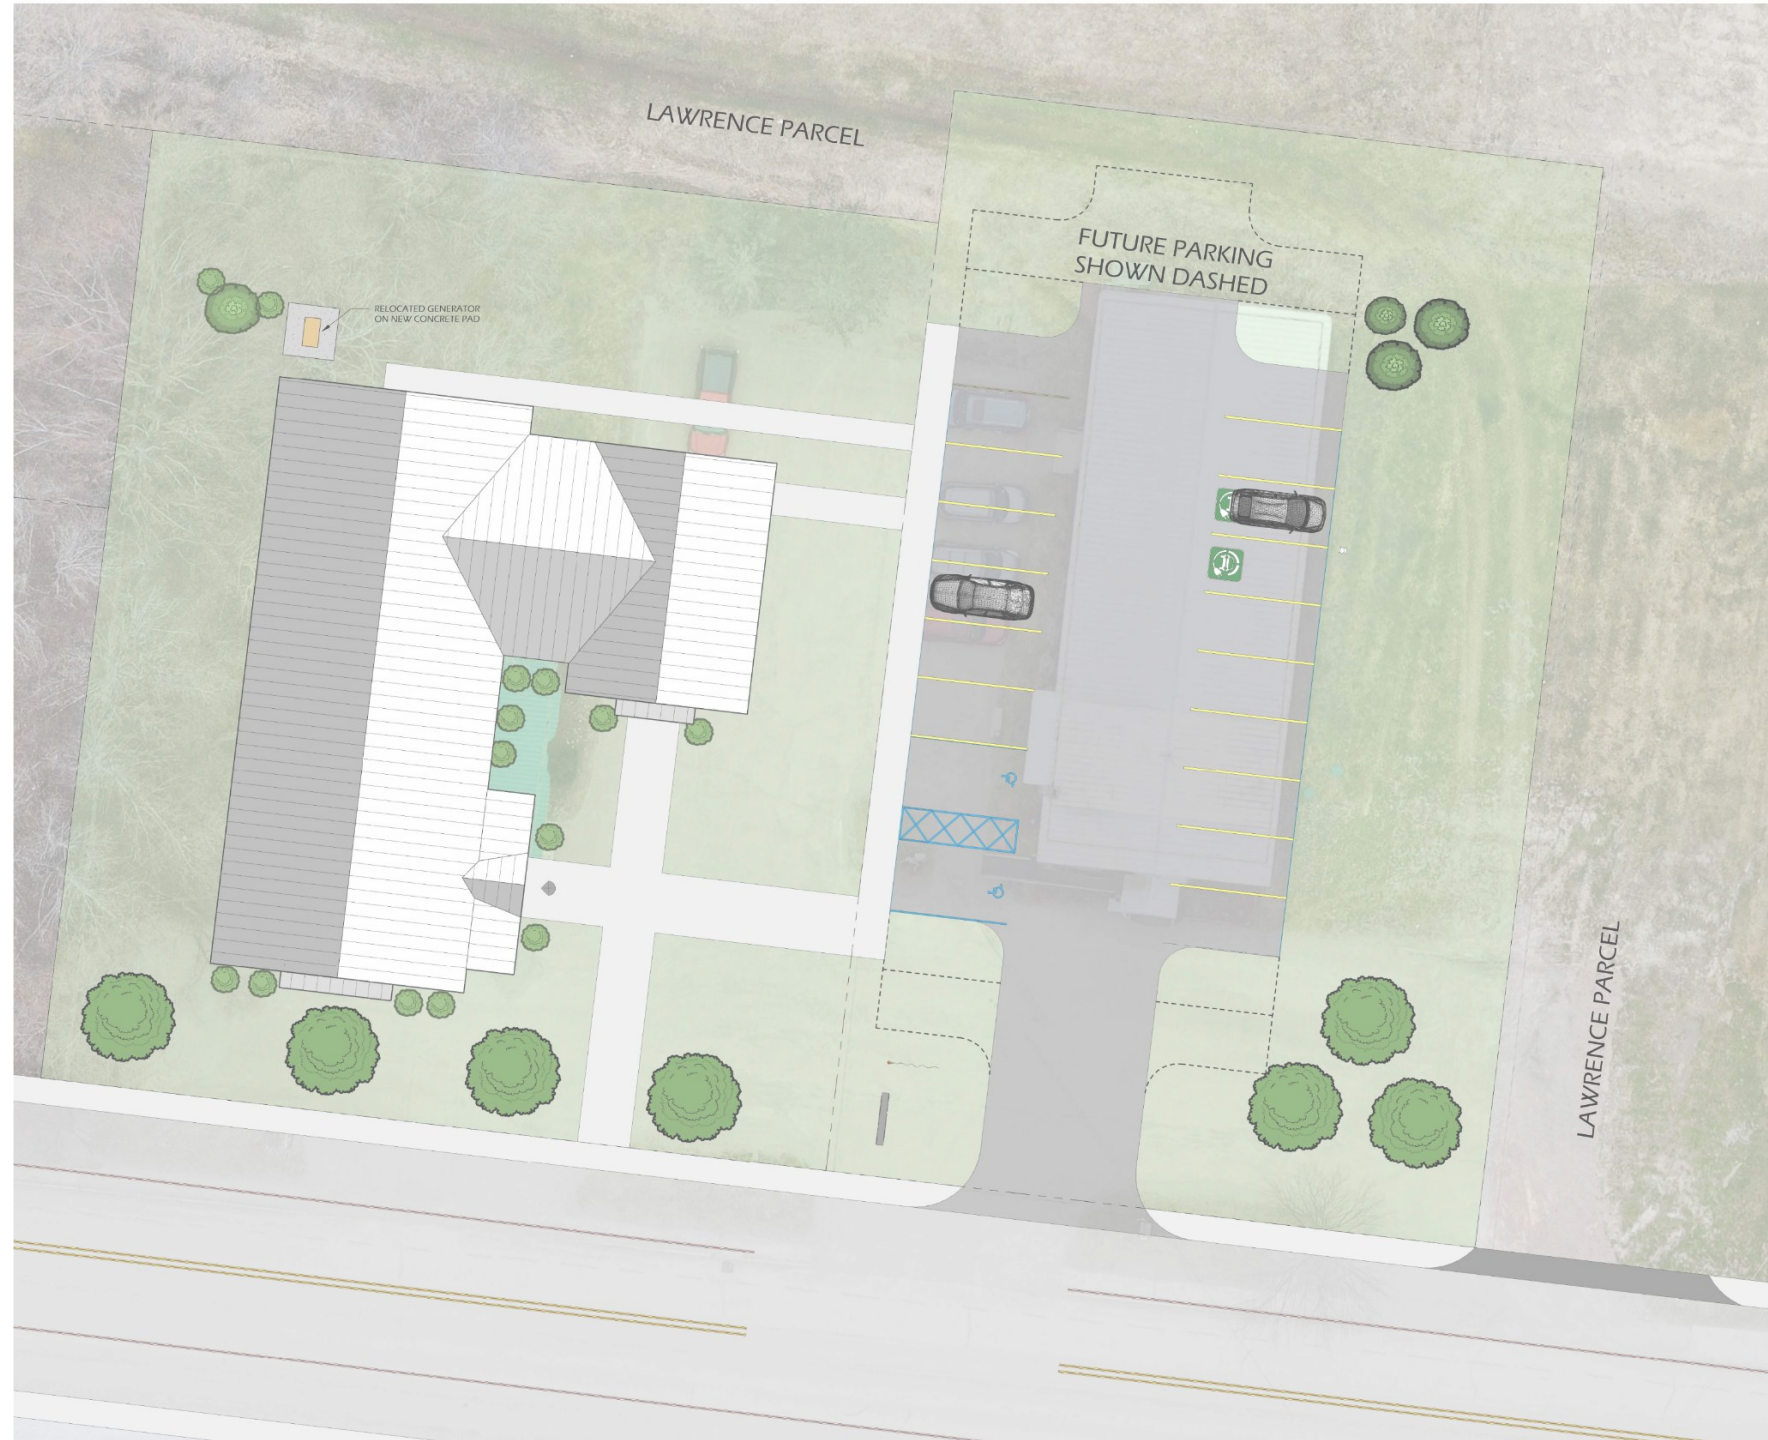 LAWRENCE PARCEL
FUTURE PARKING
SHOWN DASHED
RELOCATED GENERATOR
ON NEW CONCRETE PAD
LAWRENCE PARCEL